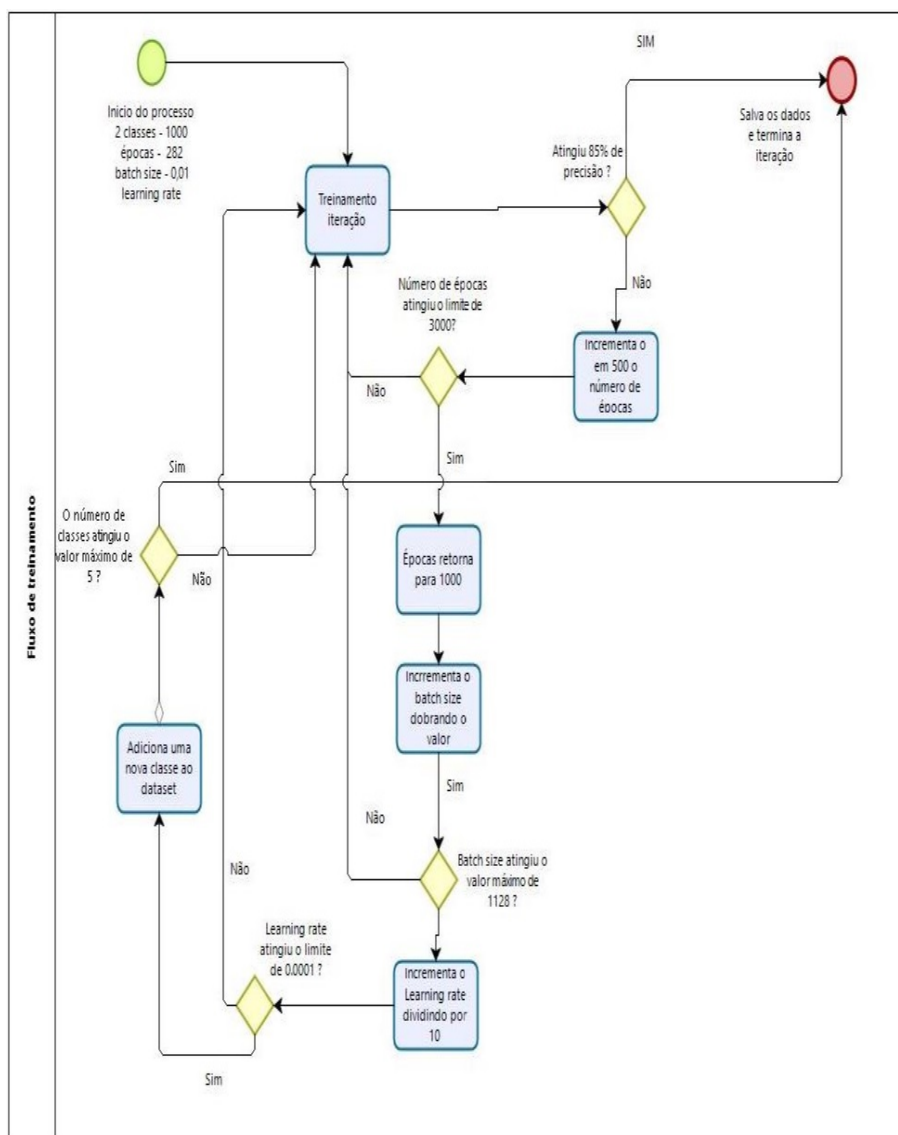 SIM
Inicio do processo
2 classes - 1000
épocas - 282
batch size - 0,01
learning rate
Salva os dados
e termina a
iteração
Atingiu 85% de
precisão ?
Treinamento
iteração
Não
Número de épocas
atingiu o limite de
3000?
Incrementa o
em 500 o
número de
épocas
Não
Sim
Sim
O número de
classes atingiu o
valor máximo de
5 ?
Não
Fluxo de treinamento
Épocas retorna
para 1000
Incrrementa o
batch size
dobrando o
valor
Adiciona uma
nova classe ao
dataset
Sim
Não
Não
Batch size atingiu o
valor máximo de
1128 ?
Learning rate
atingiu o limite
de 0.0001 ?
Incrementa o
Learning rate
dividindo por
10
Sim